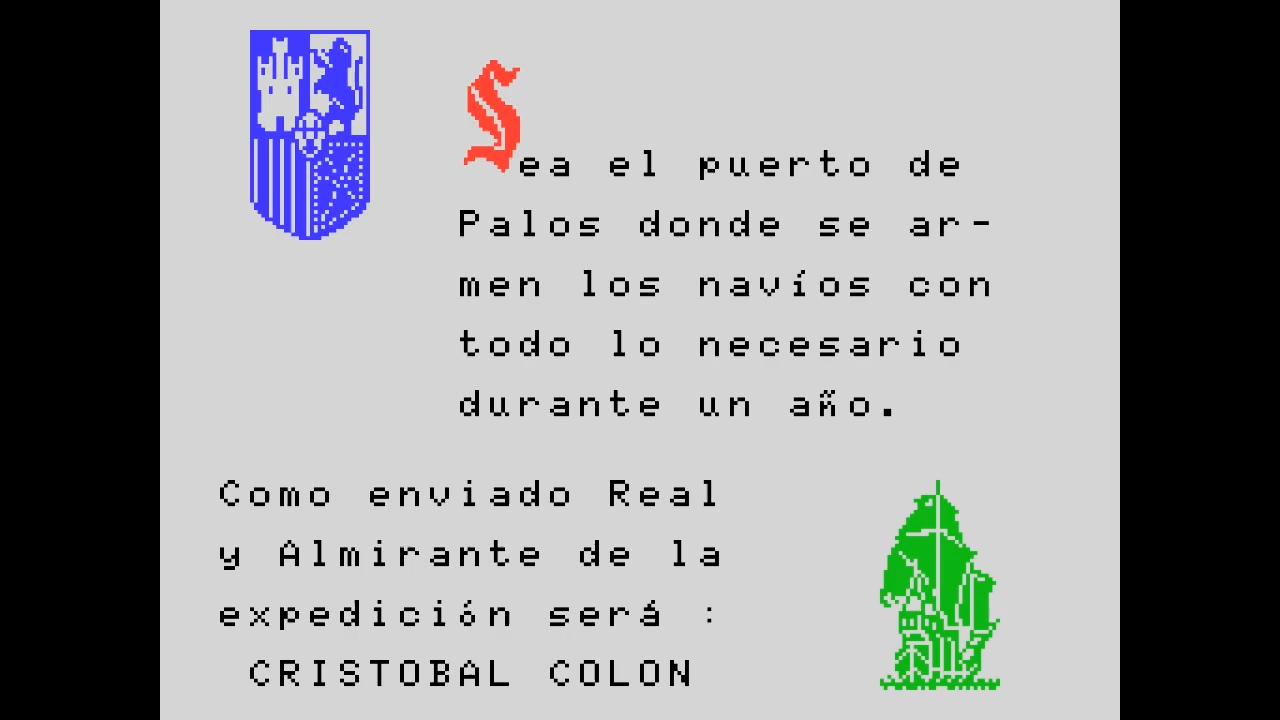 Sea el puerto de
Palos donde se ar-
men los navíos con
todo lo necesario
durante un año.
Como enviado Real
y Almirante de la
expedición será :
CRISTOBAL COLON